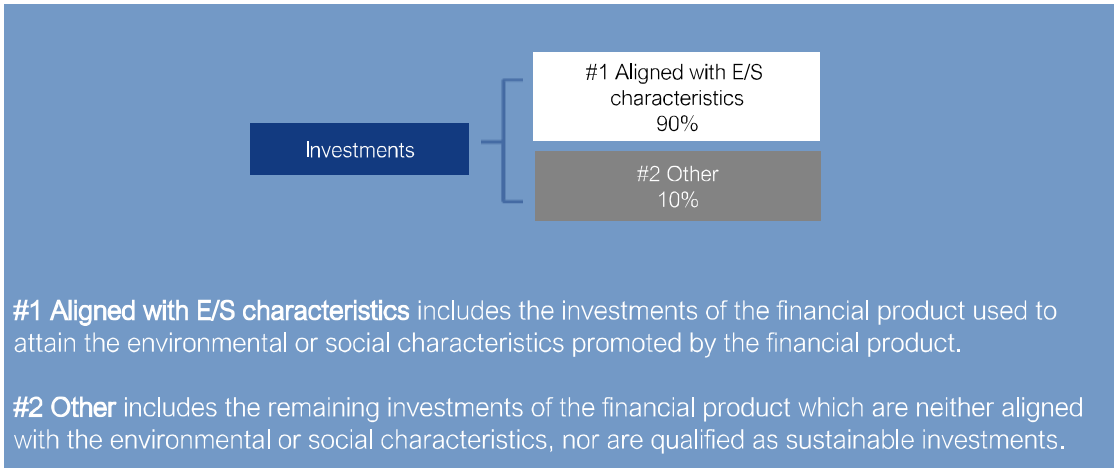 #1 Aligned with E/S
characteristics
90%
Investments
#2 Other
10%
#1 Aligned with E/S characteristics includes the investments of the financial product used to
attain the environmental or social characteristics promoted by the financial product.
#2 Other includes the remaining investments of the financial product which are neither aligned
with the environmental or social characteristics, nor are qualified as sustainable investments.